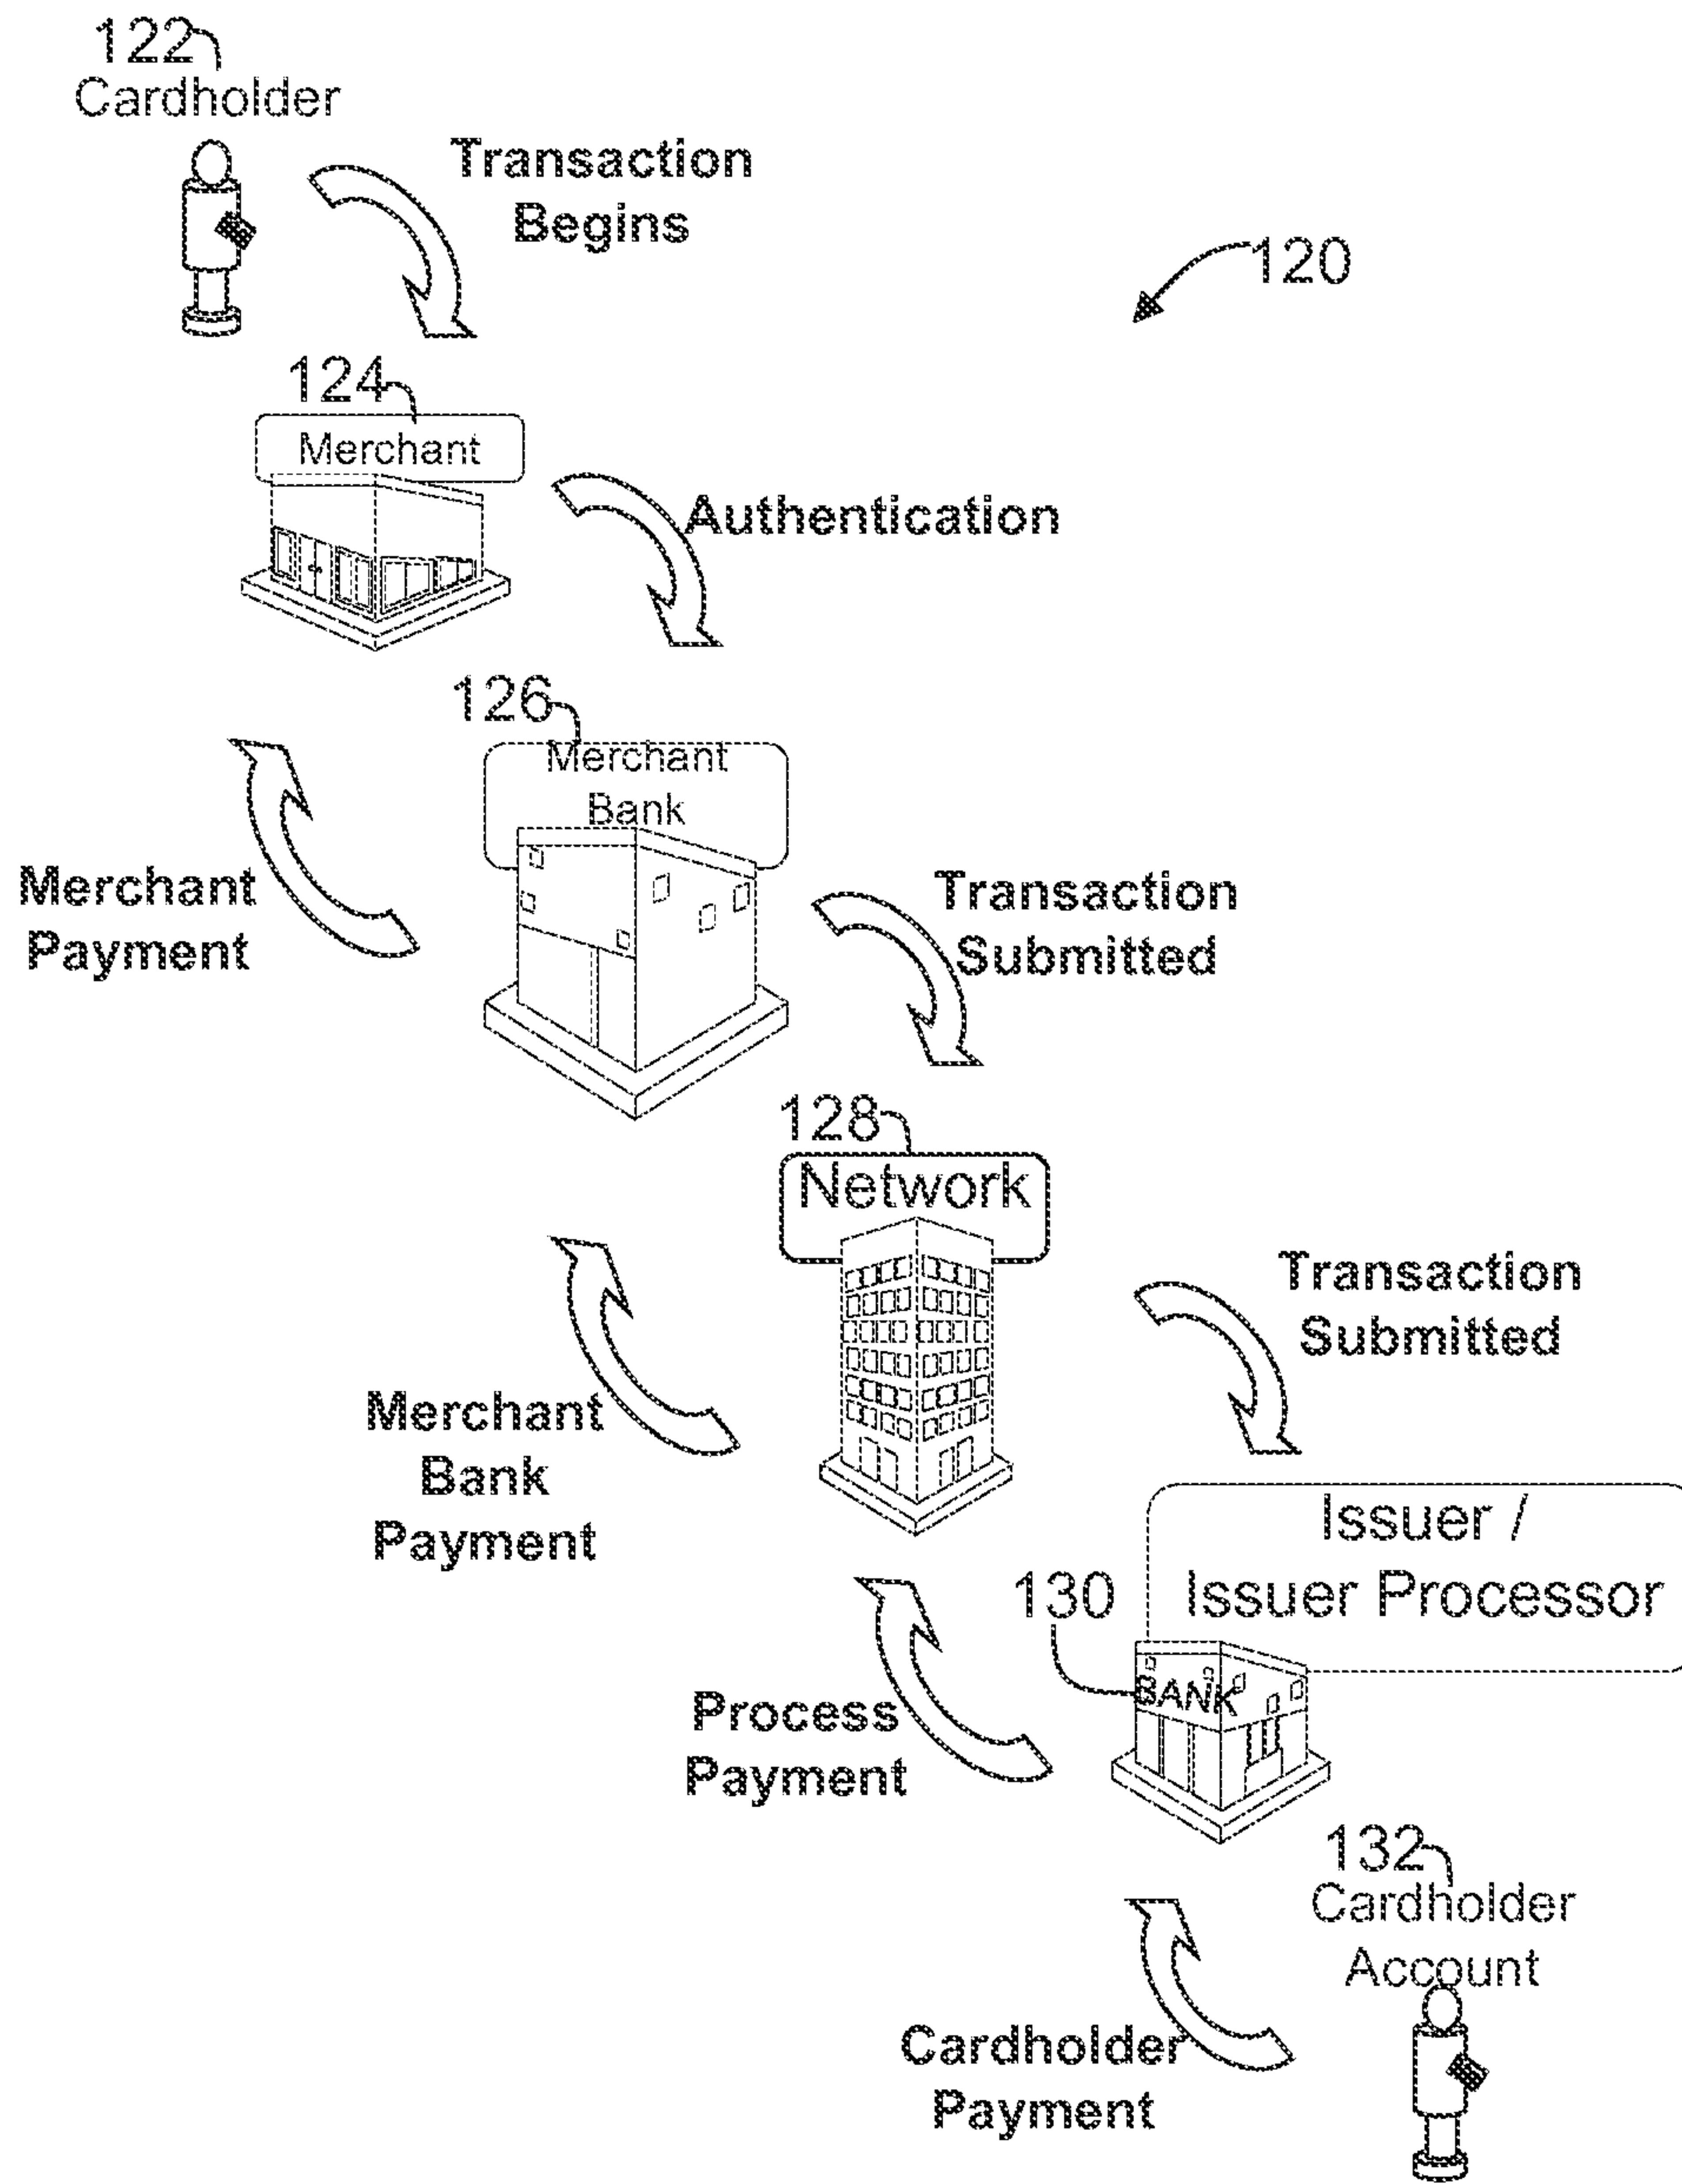 122
Cardholder
Transaction
Begins
120
124
Merchant
Authentication
126
Merchant
Bank
Merchant
Payment
Transaction
Submitted
128
Network
Transaction
Submitted
Merchant
Bank
Payment
Issuer /
Issuer Processor
130
BANK
Process
Payment
132
Cardholder
Account
Cardholder
Payment